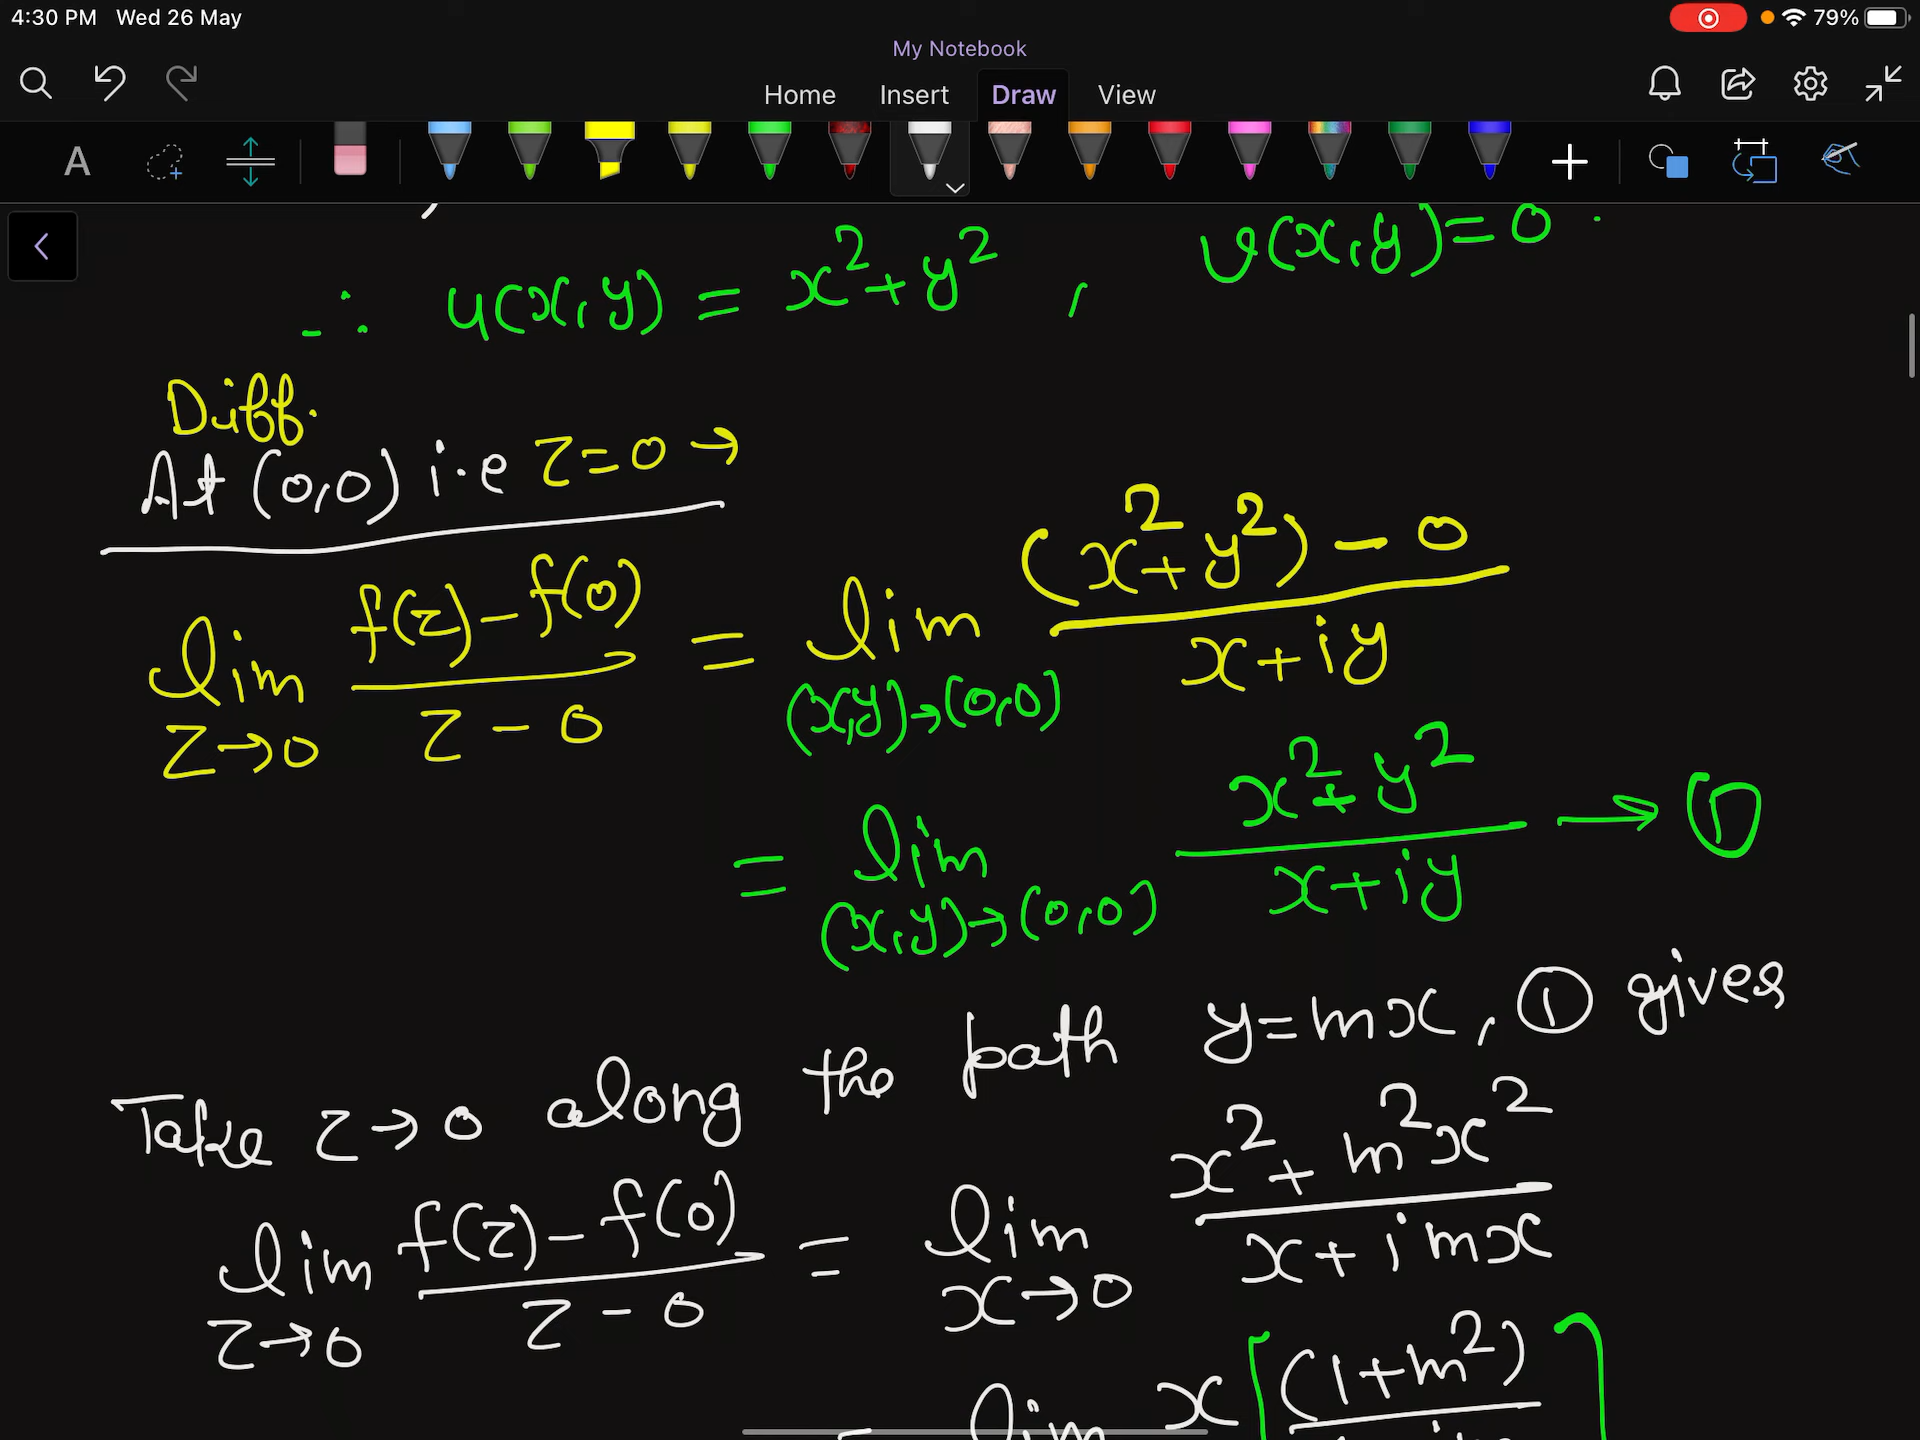 4:30 PM Wed 26 May 79%
My Notebook
Home Insert Draw View
A
∴ u(x,y) = x²+y² , v(x,y)=0.
Diff.
At (0,0) i.e z=0 →
lim z→0 (f(z)-f(0))/(z-0) = lim (x,y)→(0,0) ((x²+y²)-0)/(x+iy)
= lim (x,y)→(0,0) (x²+y²)/(x+iy) → ①
Take z→0 along the path y=mx, ① gives
lim z→0 (f(z)-f(0))/(z-0) = lim x→0 (x²+m²x²)/(x+imx)
= lim x[(1+m²)